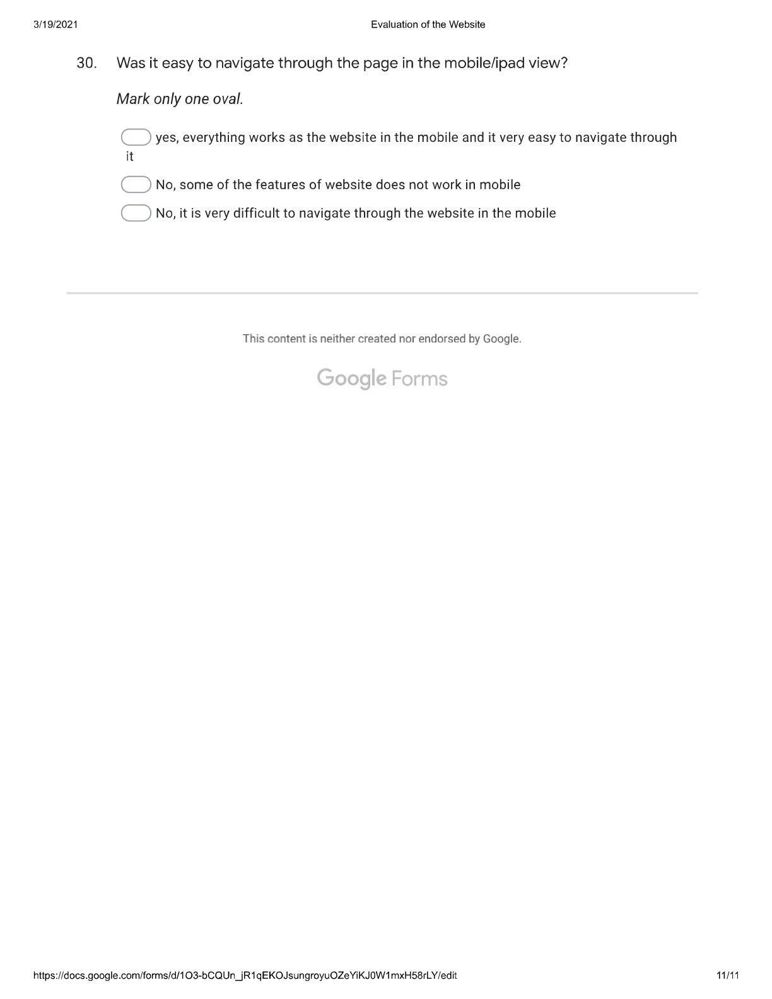 3/19/2021 Evaluation of the Website
30. Was it easy to navigate through the page in the mobile/ipad view?
Mark only one oval.
yes, everything works as the website in the mobile and it very easy to navigate through
it
No, some of the features of website does not work in mobile
No, it is very difficult to navigate through the website in the mobile
This content is neither created nor endorsed by Google.
Google Forms
https://docs.google.com/forms/d/1O3-bCQUn_jR1qEKOJsungroyuOZeYiKJ0W1mxH58rLY/edit 11/11